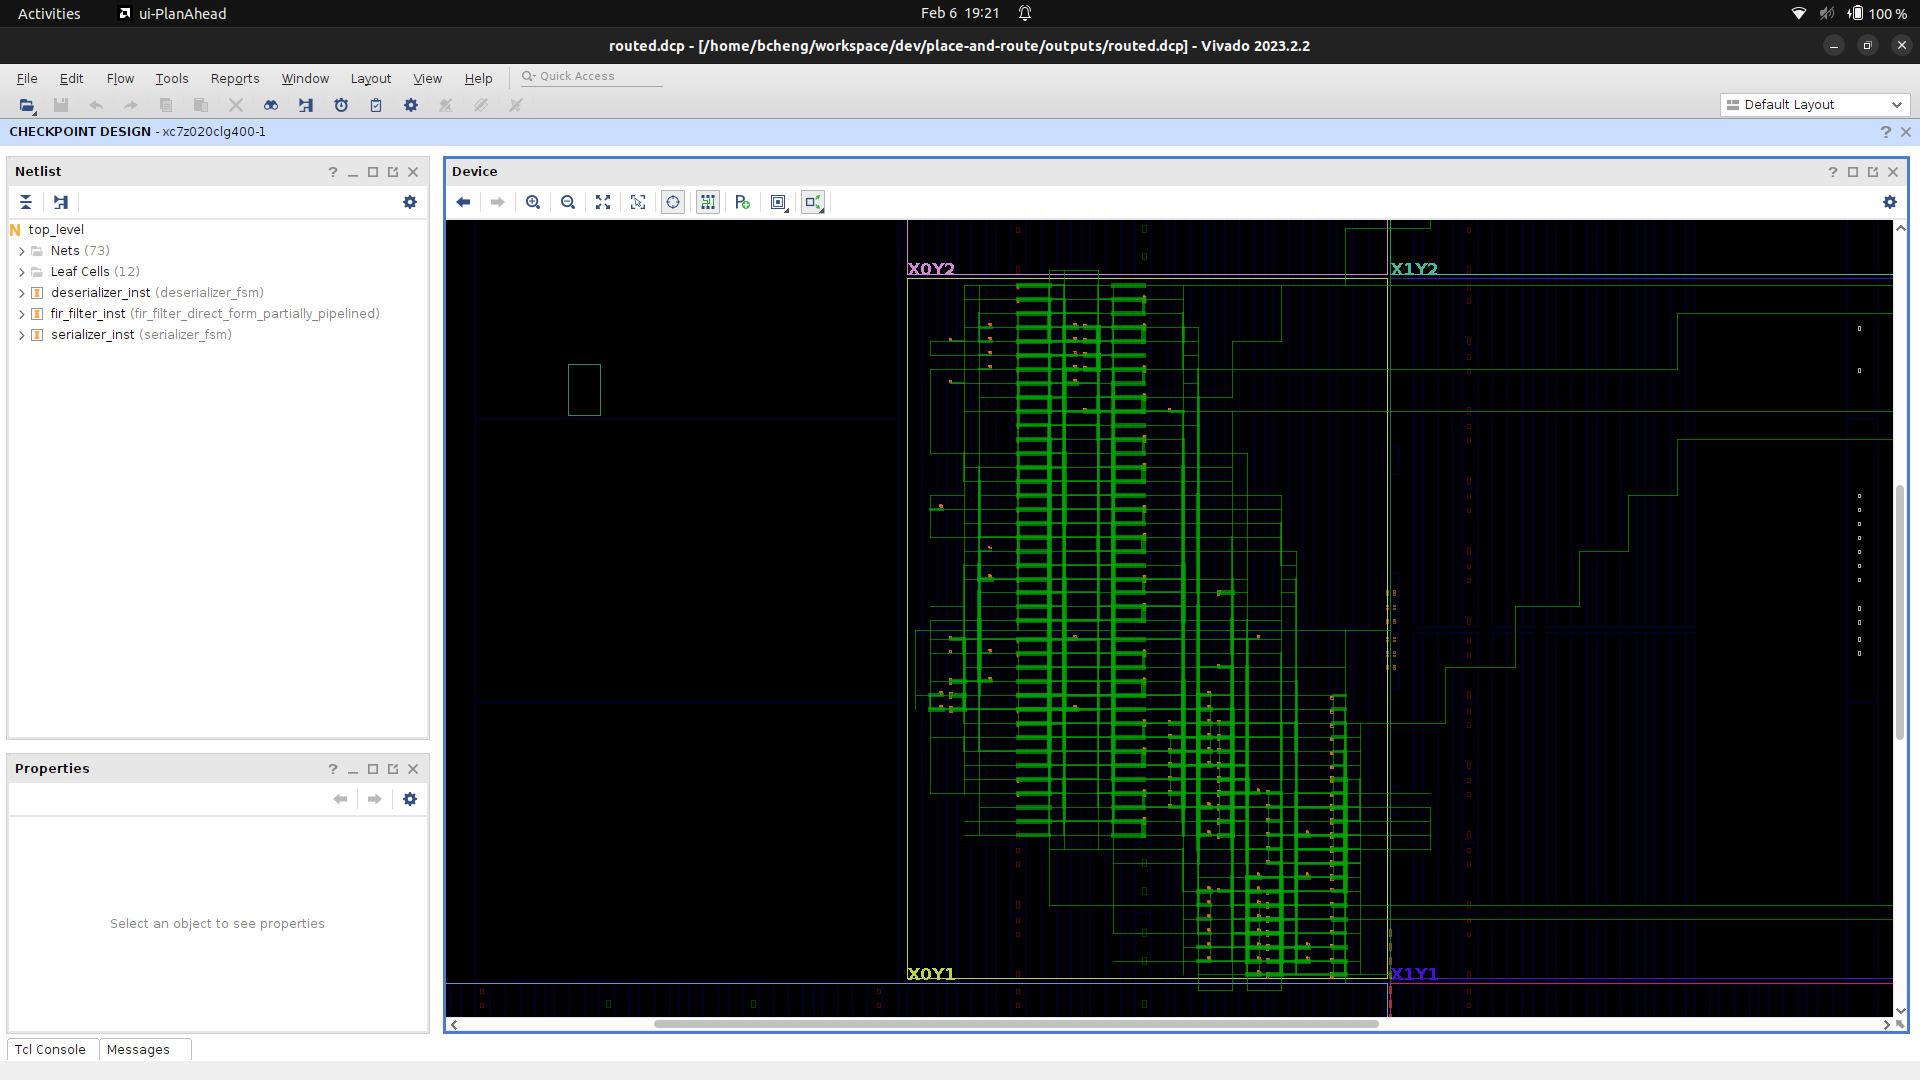 Activities
ui-PlanAhead
Feb 6 19:21
100 %
routed.dcp - [/home/bcheng/workspace/dev/place-and-route/outputs/routed.dcp] - Vivado 2023.2.2
File Edit Flow Tools Reports Window Layout View Help
Quick Access
Default Layout
CHECKPOINT DESIGN - xc7z020clg400-1
Netlist
top_level
Nets (73)
Leaf Cells (12)
deserializer_inst (deserializer_fsm)
fir_filter_inst (fir_filter_direct_form_partially_pipelined)
serializer_inst (serializer_fsm)
Properties
Select an object to see properties
Device
X0Y2
X1Y2
X0Y1
X1Y1
Tcl Console
Messages